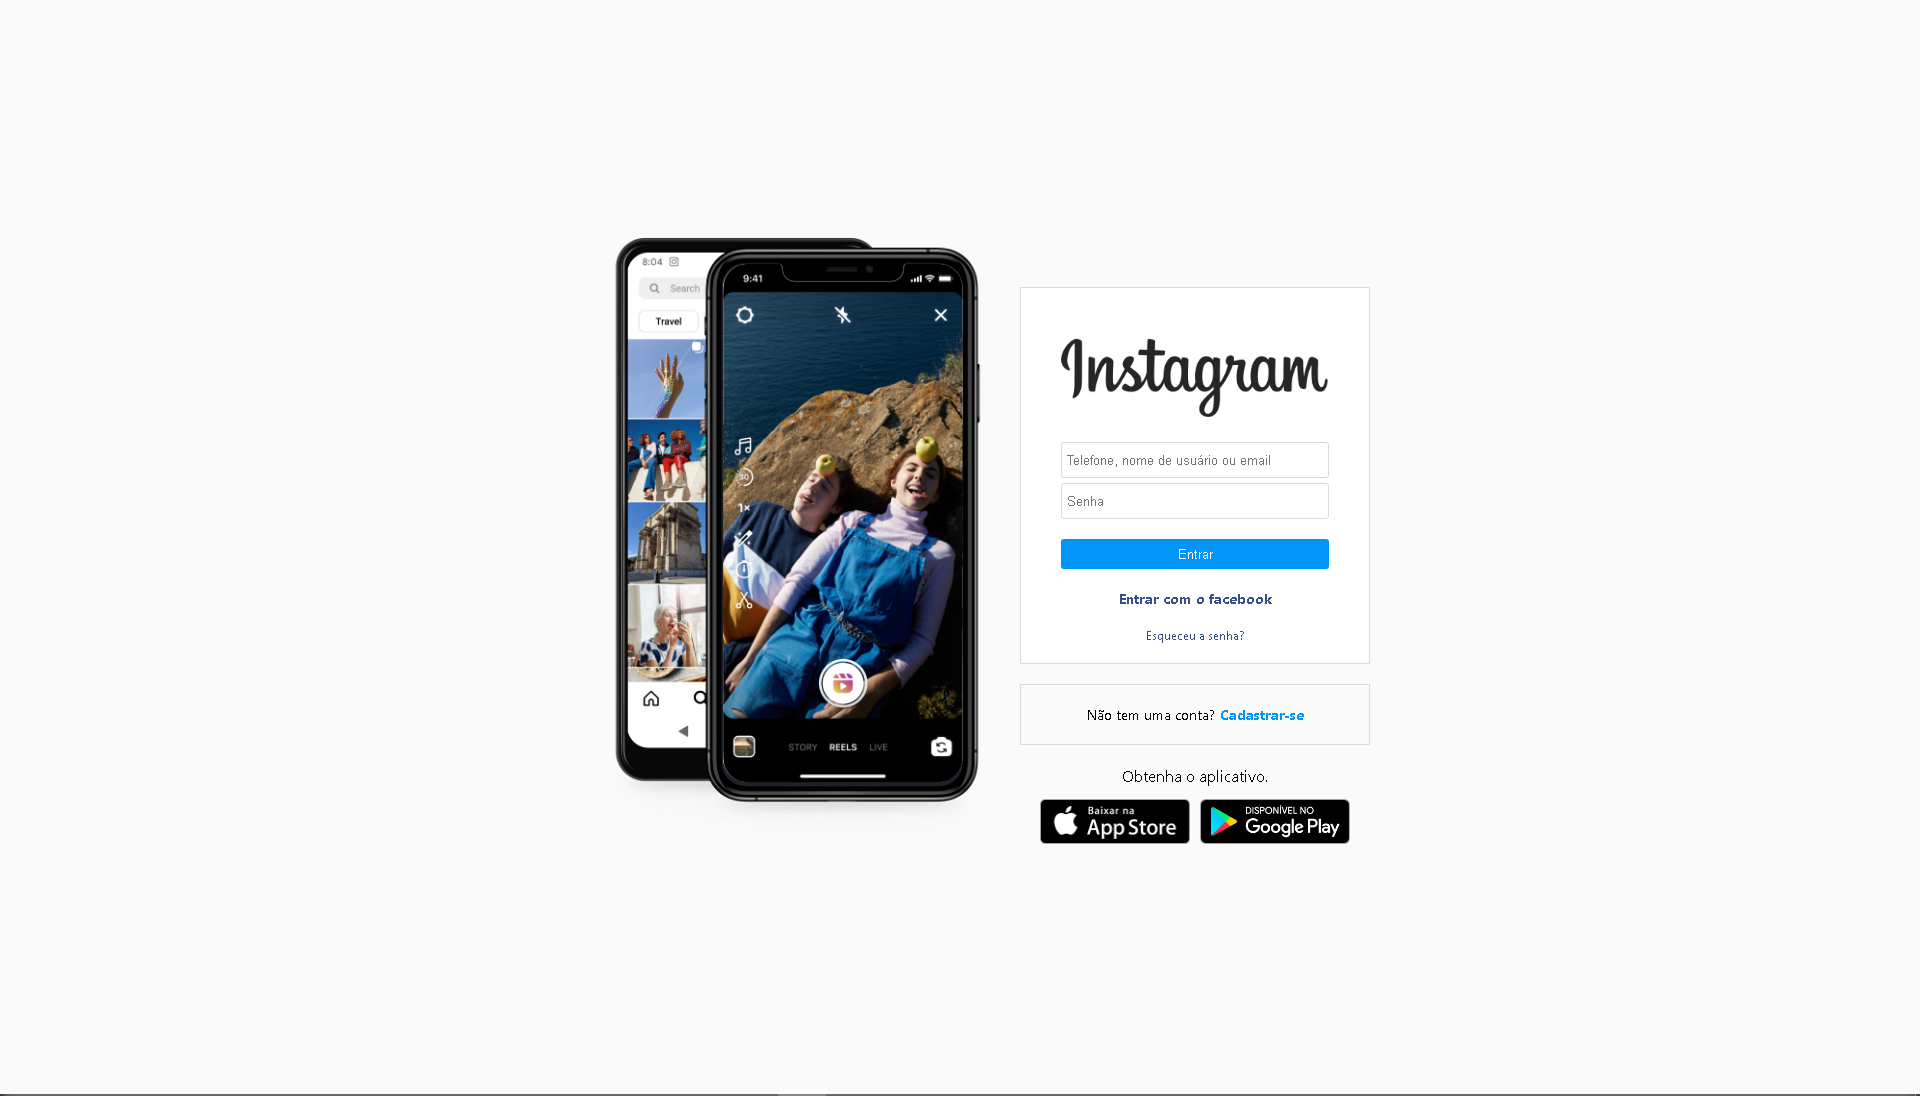 8:04
Search
Travel
9:41
30
1×
STORY REELS LIVE
Instagram
Telefone, nome de usuário ou email
Senha
Entrar
Entrar com o facebook
Esqueceu a senha?
Não tem uma conta? Cadastrar-se
Obtenha o aplicativo.
Baixar na
App Store
DISPONÍVEL NO
Google Play